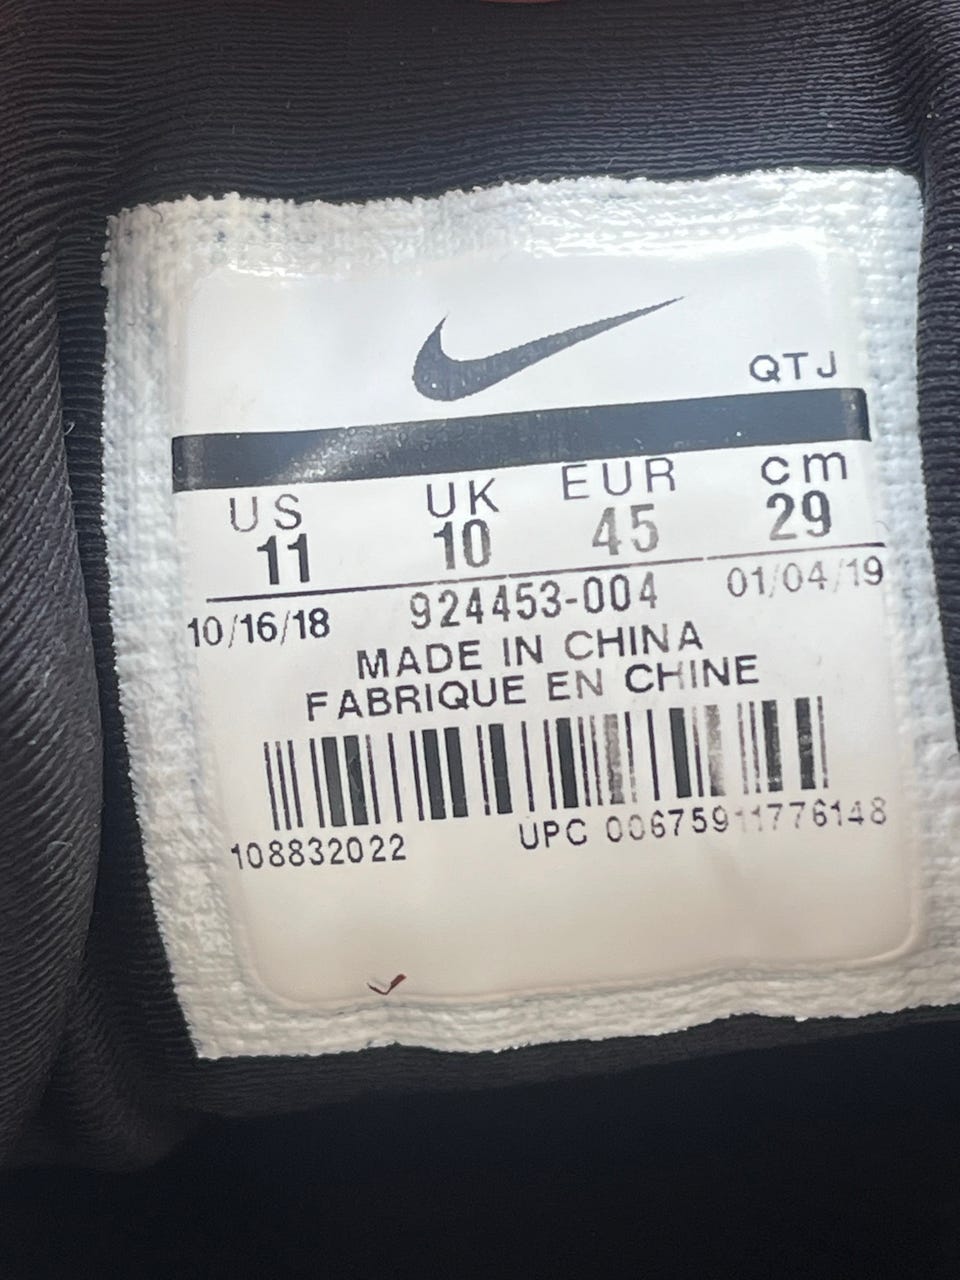 QTJ
US UK EUR cm
11 10 45 29
10/16/18 924453-004 01/04/19
MADE IN CHINA
FABRIQUE EN CHINE
108832022 UPC 00675911776148